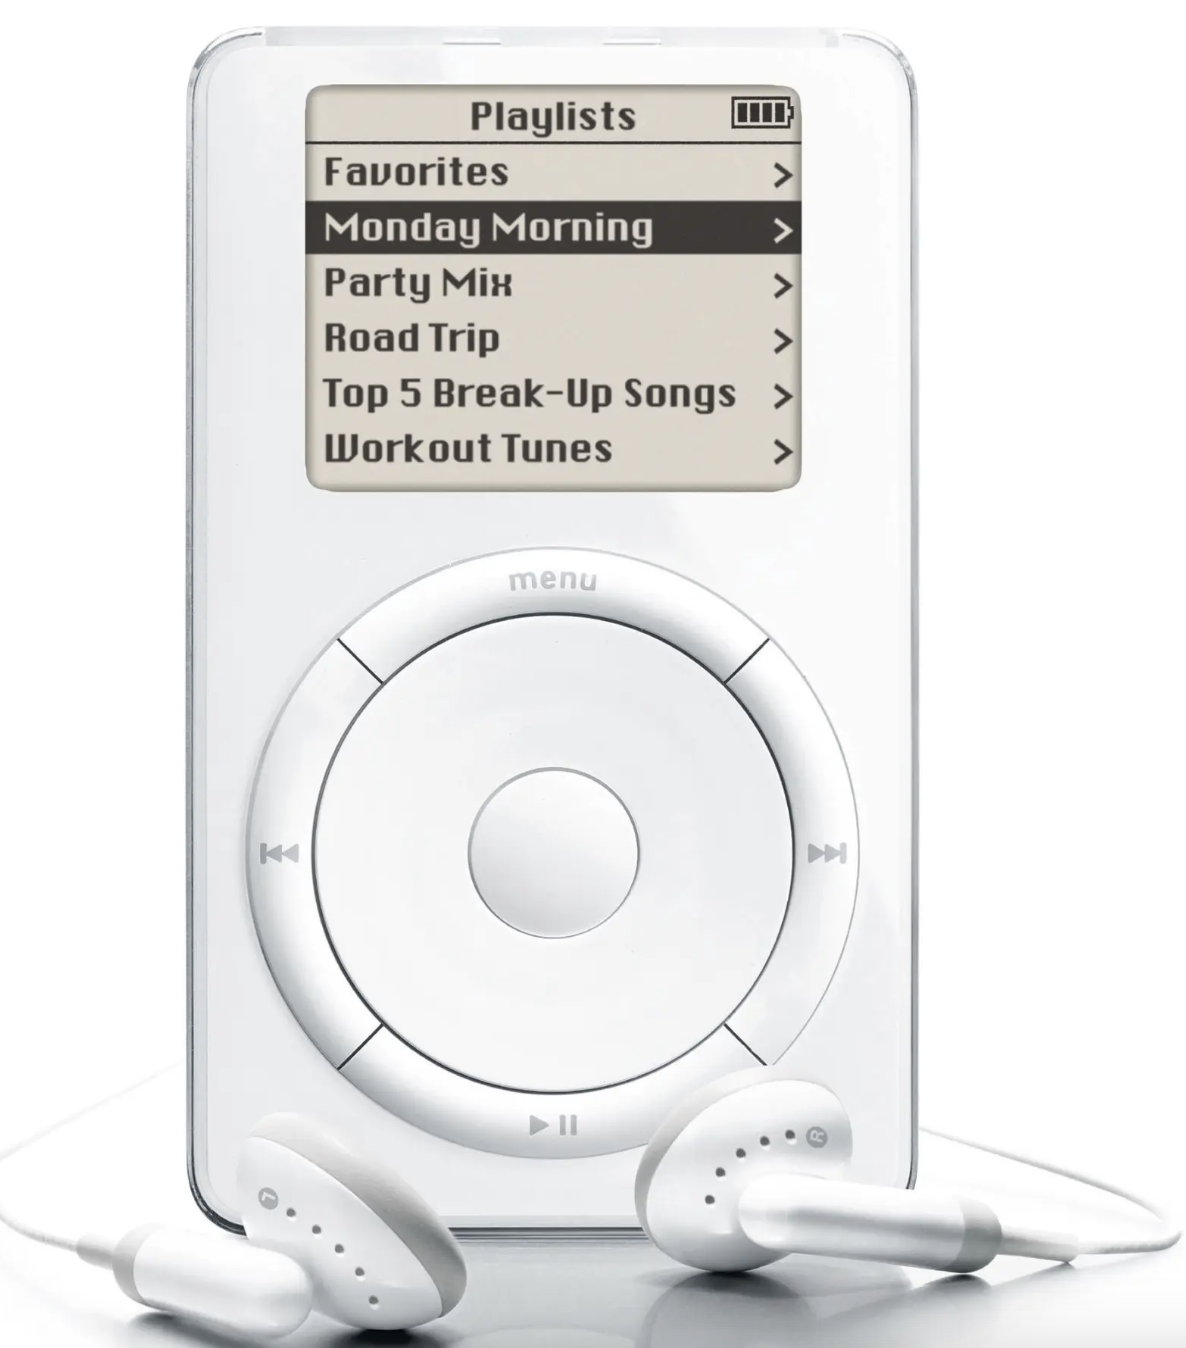 Playlists
Favorites
Monday Morning
Party Mix
Road Trip
Top 5 Break-Up Songs
Workout Tunes
menu
L
R